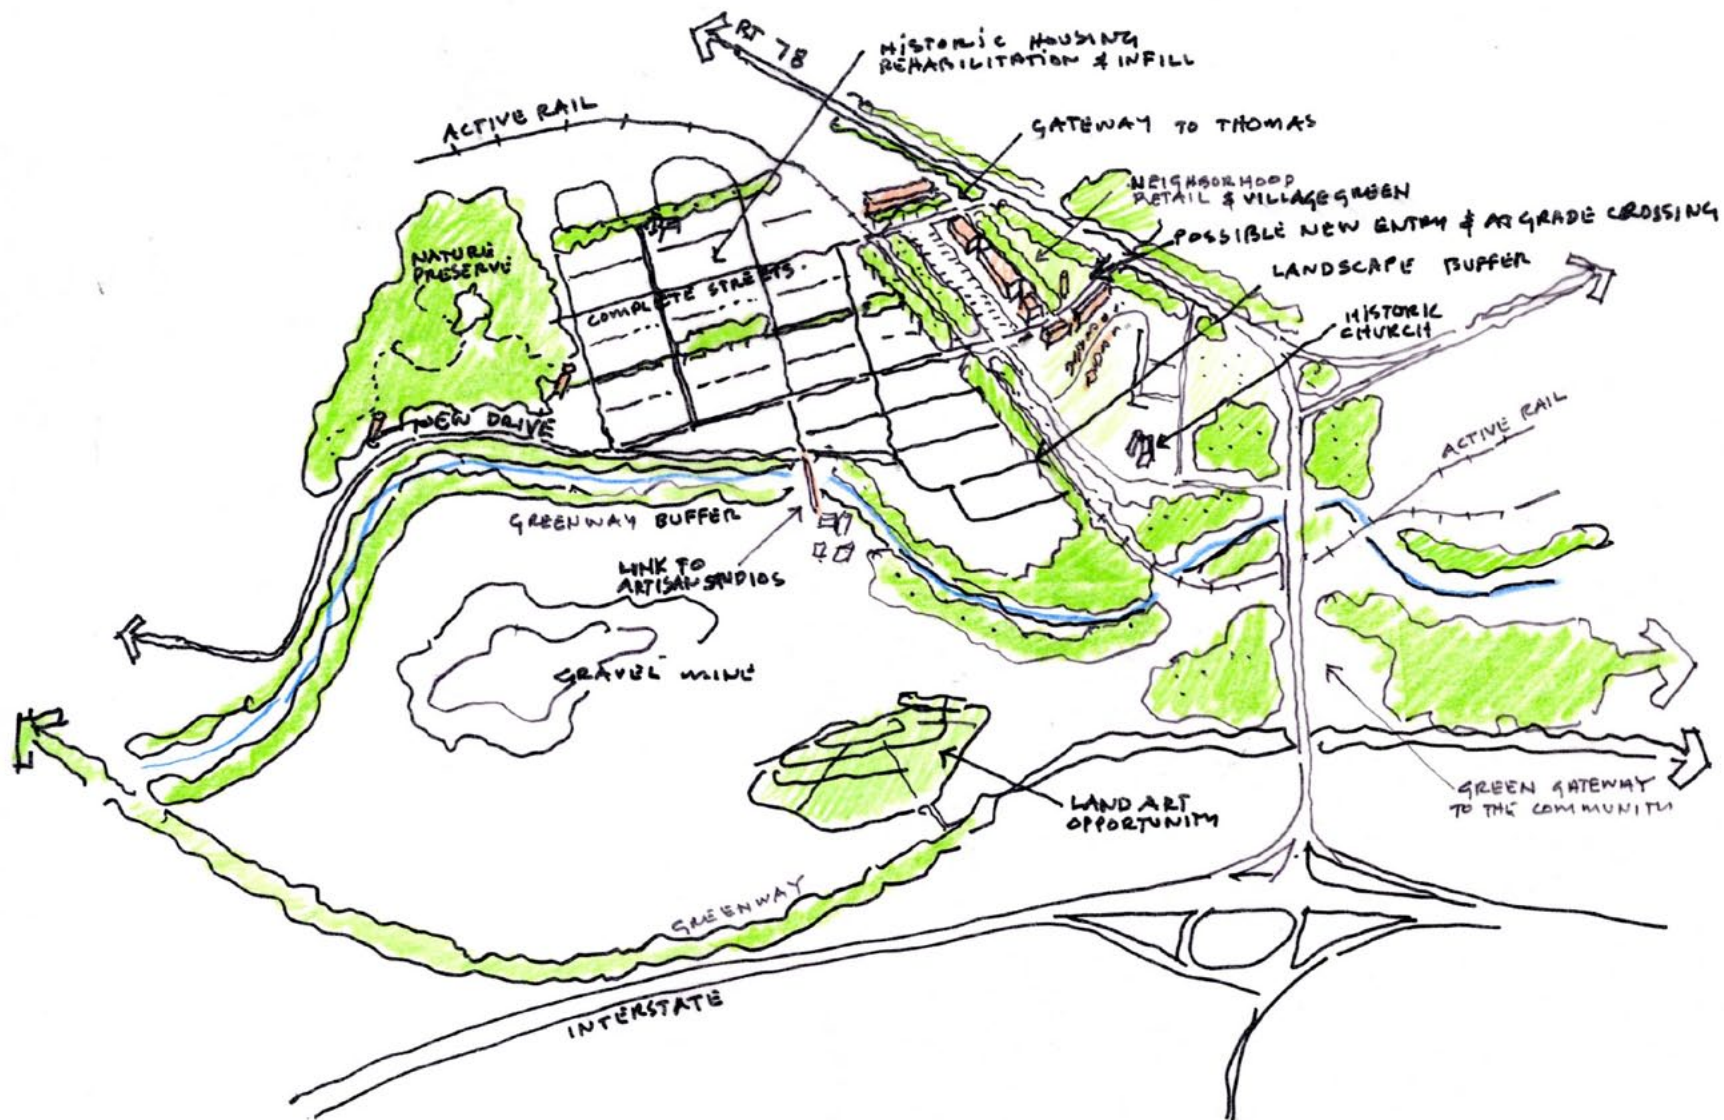 RT 78
HISTORIC HOUSING
REHABILITATION & INFILL
ACTIVE RAIL
GATEWAY TO THOMAS
NEIGHBORHOOD
RETAIL & VILLAGE GREEN
POSSIBLE NEW ENTRY & AT GRADE CROSSING
LANDSCAPE BUFFER
NATURE
PRESERVE
COMPLETE STREETS
HISTORIC
CHURCH
NEW DRIVE
ACTIVE RAIL
GREENWAY BUFFER
LINK TO
ARTISAN STUDIOS
GRAVEL MINE
GREEN GATEWAY
TO THE COMMUNITY
LAND ART
OPPORTUNITY
GREENWAY
INTERSTATE